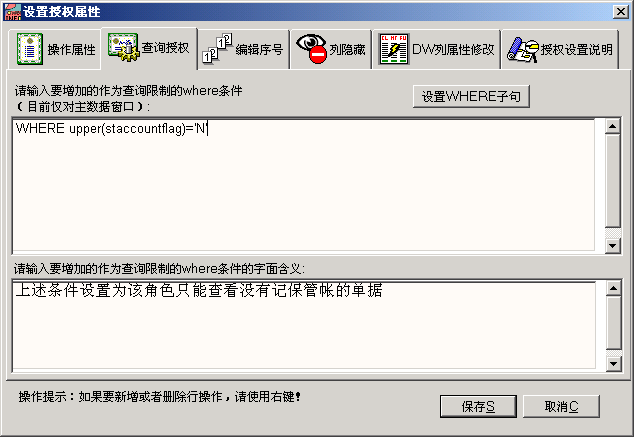 设置授权属性
操作属性
查询授权
编辑序号
列隐藏
DW列属性修改
授权设置说明
请输入要增加的作为查询限制的where条件
（目前仅对主数据窗口）:
设置WHERE子句
WHERE upper(staccountflag)='N'
请输入要增加的作为查询限制的where条件的字面含义:
上述条件设置为该角色只能查看没有记保管帐的单据
操作提示：如果要新增或者删除行操作，请使用右键!
保存S
取消C